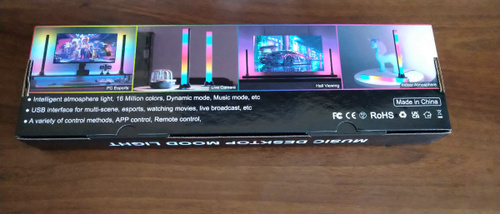 PC Esports
Live Content
Hall Viewing
• Intelligent atmosphere light, 16 Million colors, Dynamic mode, Music mode, etc
• USB interface for multi-scene, esports, watching movies, live broadcast, etc
• A variety of control methods, APP control, Remote control,
Made in China
FC CE RoHS
MUSIC DESKTOP MOOD LIGHT